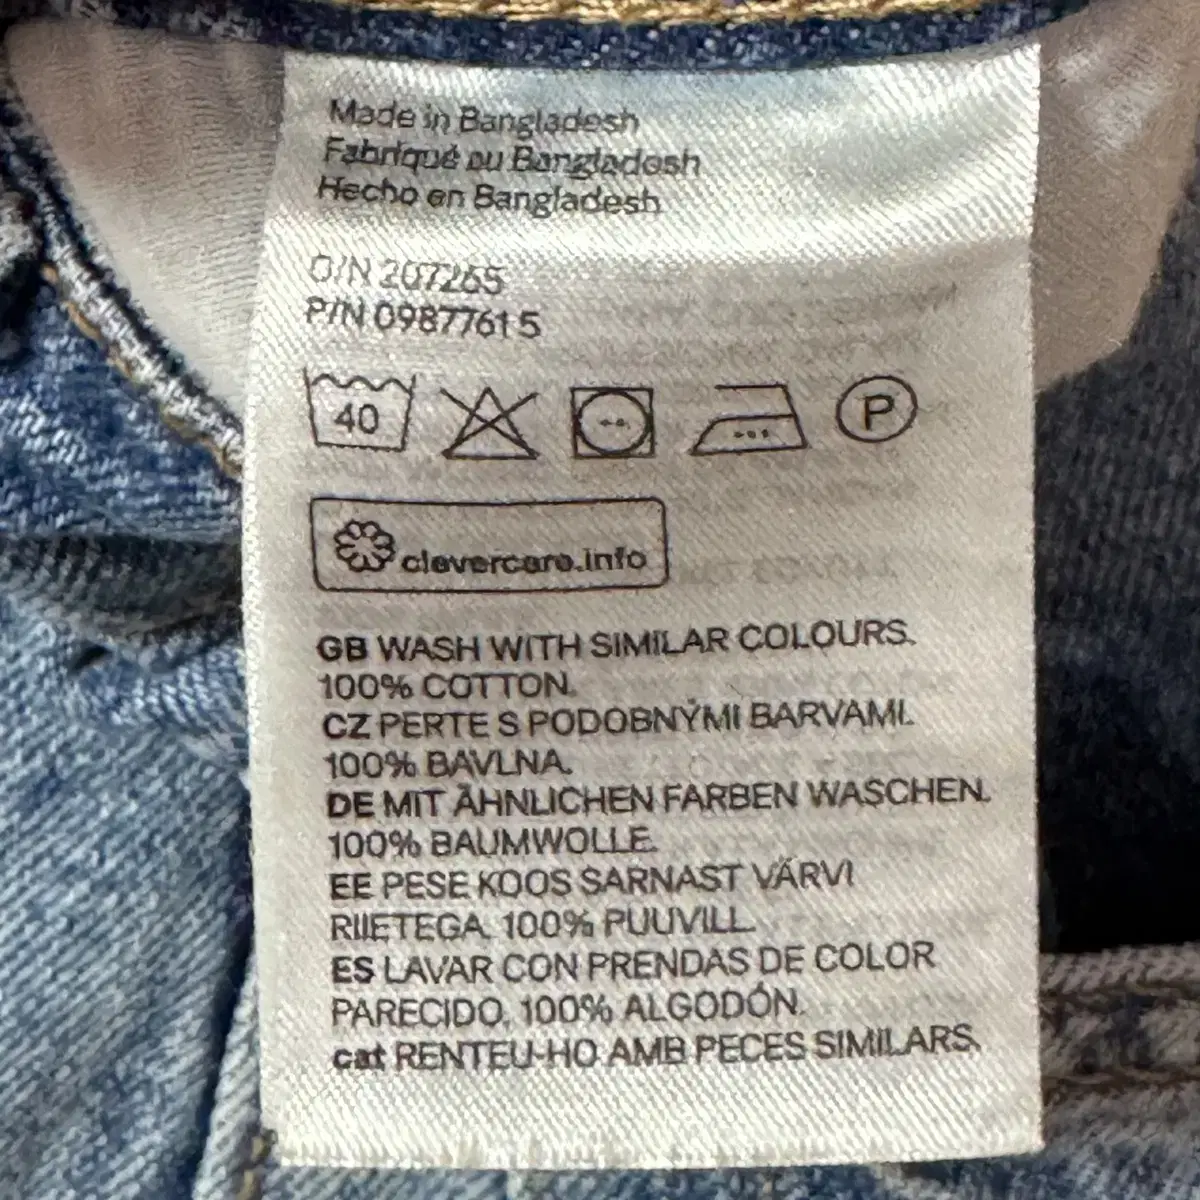 Made in Bangladesh
Fabriqué au Bangladesh
Hecho en Bangladesh
O/N 207265
P/N 09877615
40
P
clevercare.info
GB WASH WITH SIMILAR COLOURS.
100% COTTON.
CZ PERTE S PODOBNÝMI BARVAMI.
100% BAVLNA.
DE MIT ÄHNLICHEN FARBEN WASCHEN.
100% BAUMWOLLE.
EE PESE KOOS SARNAST VÄRVI
RIIETEGA. 100% PUUVILL.
ES LAVAR CON PRENDAS DE COLOR
PARECIDO. 100% ALGODÓN.
cat RENTEU-HO AMB PECES SIMILARS.